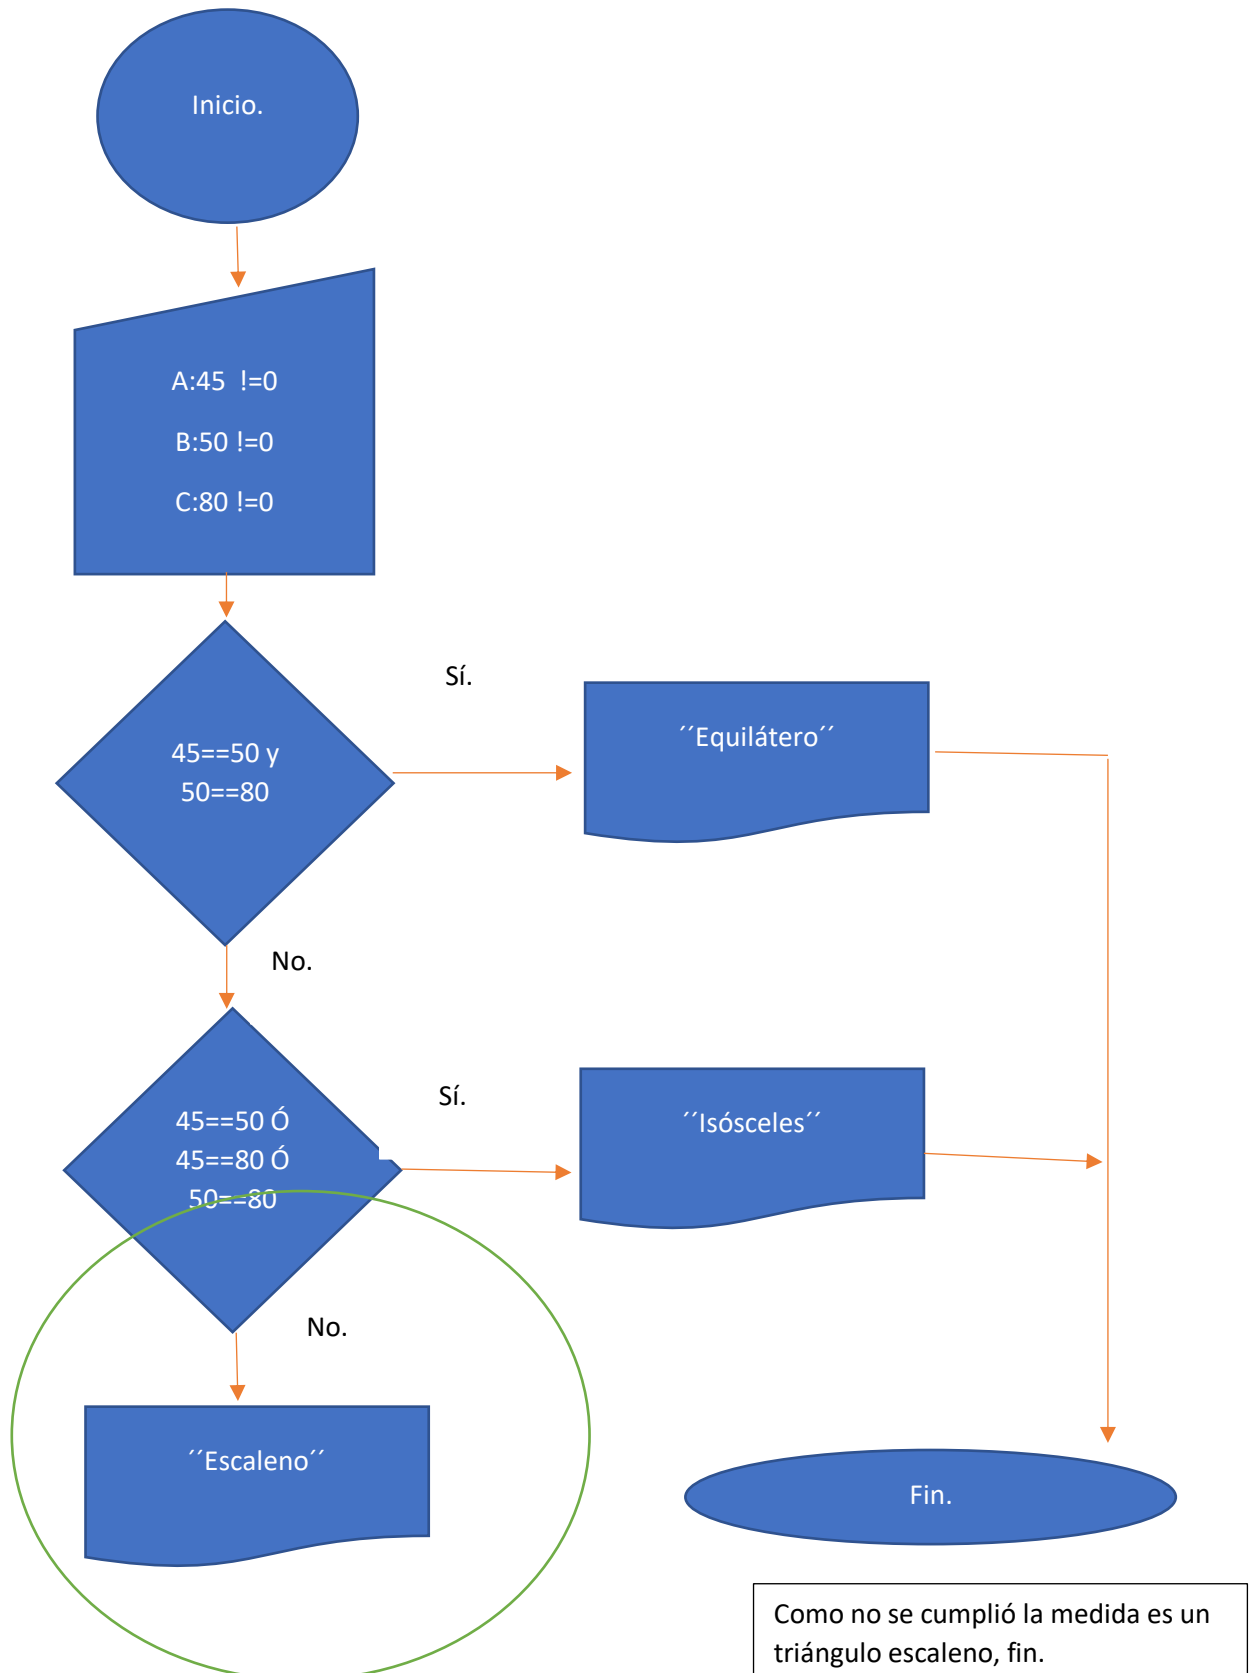 Inicio.
A:45 !=0
B:50 !=0
C:80 !=0
Sí.
45==50 y
50==80
´´Equilátero´´
No.
Sí.
45==50 Ó
45==80 Ó
50==80
´´Isósceles´´
No.
´´Escaleno´´
Fin.
Como no se cumplió la medida es un
triángulo escaleno, fin.